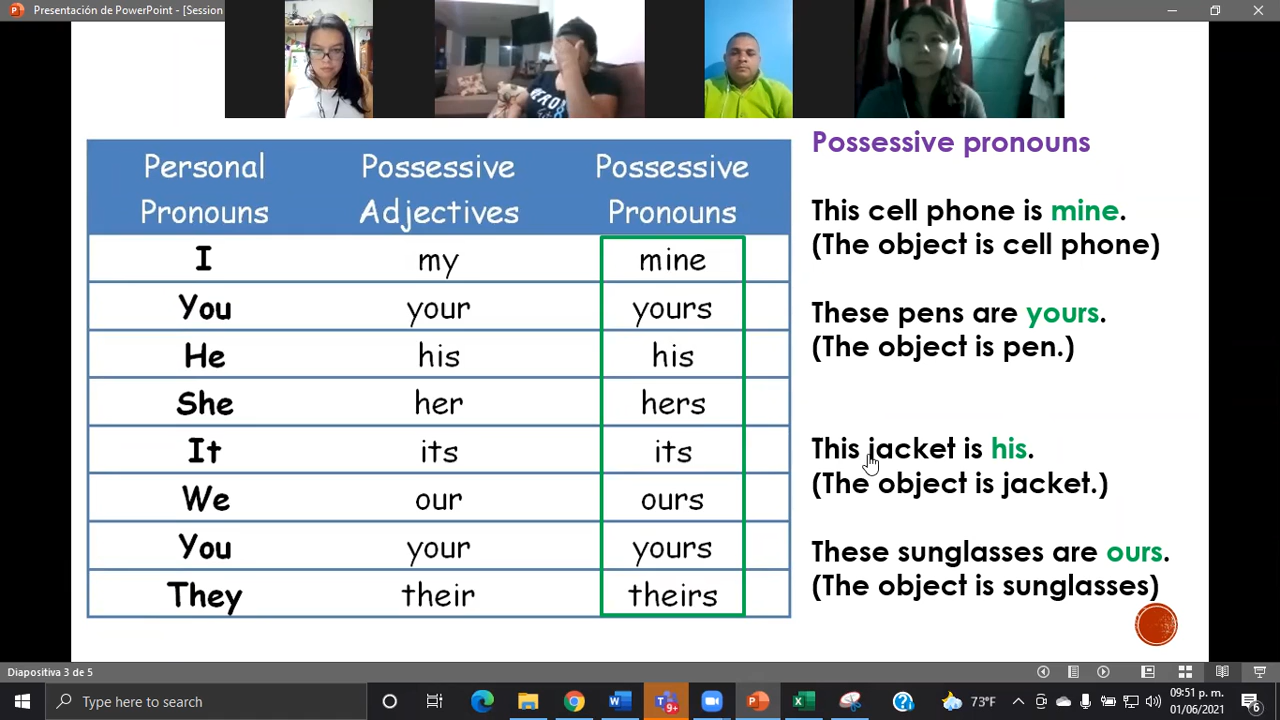 Presentación de PowerPoint - [Session
Personal Possessive Possessive
Pronouns Adjectives Pronouns
I my mine
You your yours
He his his
She her hers
It its its
We our ours
You your yours
They their theirs
Possessive pronouns
This cell phone is mine.
(The object is cell phone)
These pens are yours.
(The object is pen.)
This jacket is his.
(The object is jacket.)
These sunglasses are ours.
(The object is sunglasses)
Diapositiva 3 de 5
Type here to search
9+
73°F
09:51 p. m.
01/06/2021
6